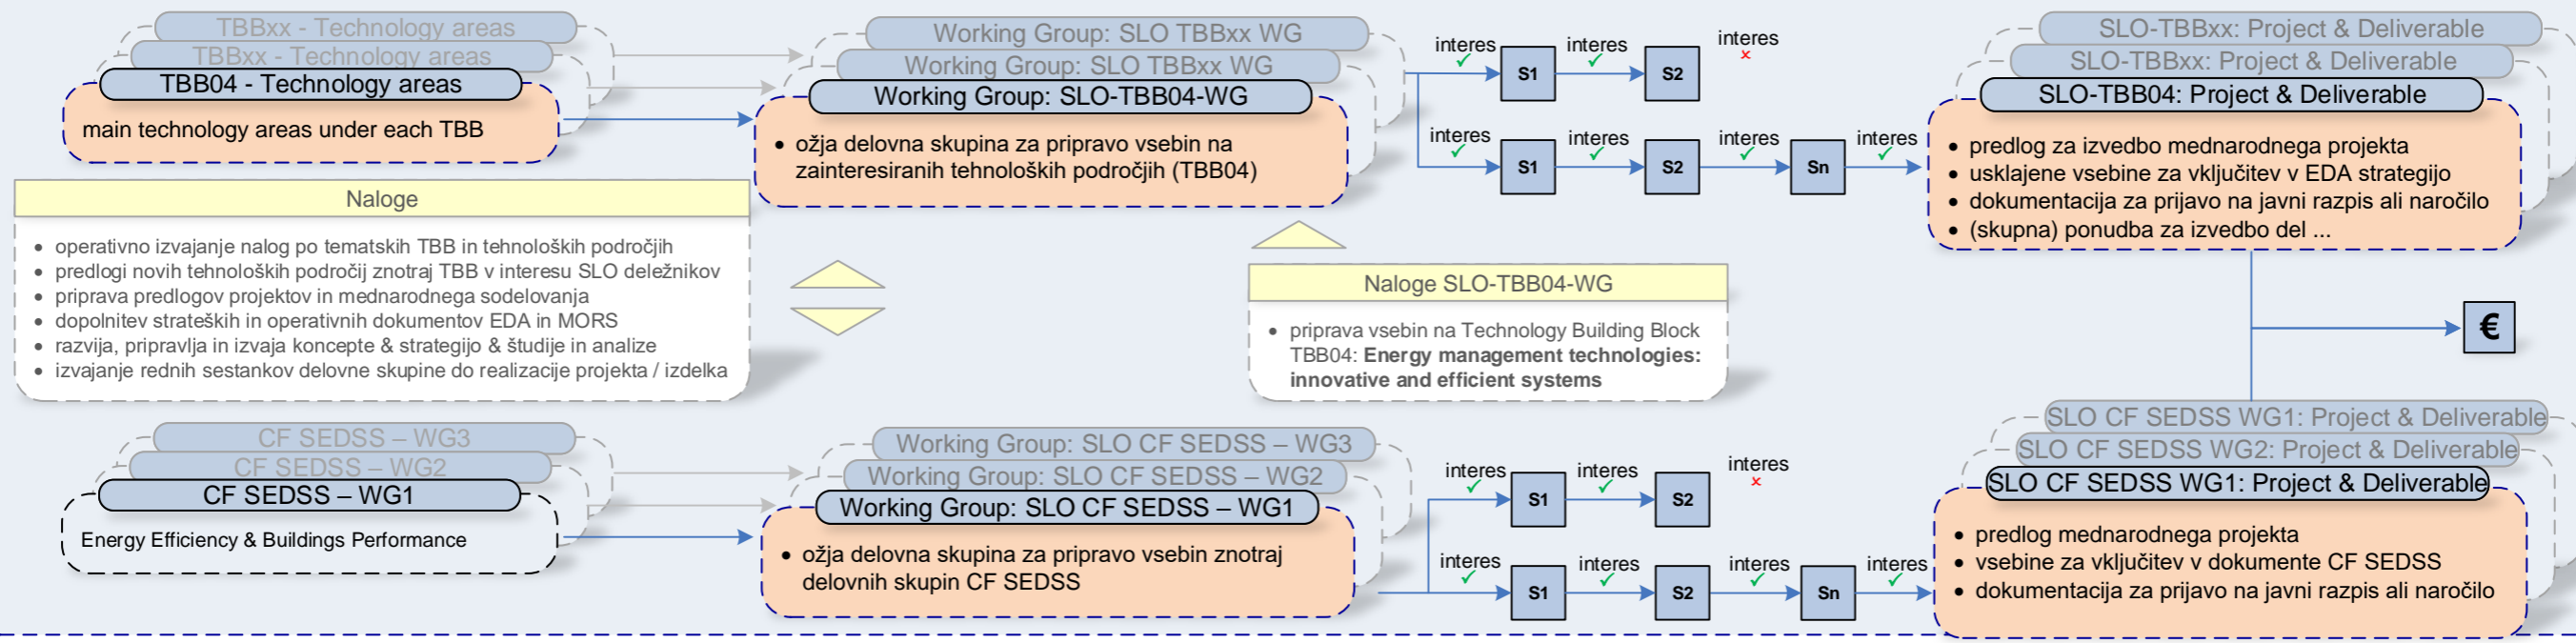 TBBxx - Technology areas
TBBxx - Technology areas
TBB04 - Technology areas
main technology areas under each TBB
Working Group: SLO TBBxx WG
Working Group: SLO TBBxx WG
Working Group: SLO-TBB04-WG
• ožja delovna skupina za pripravo vsebin na
zainteresiranih tehnoloških področjih (TBB04)
interes interes interes
S1 S2
interes interes interes interes
S1 S2 Sn
SLO-TBBxx: Project & Deliverable
SLO-TBBxx: Project & Deliverable
SLO-TBB04: Project & Deliverable
• predlog za izvedbo mednarodnega projekta
• usklajene vsebine za vključitev v EDA strategijo
• dokumentacija za prijavo na javni razpis ali naročilo
• (skupna) ponudba za izvedbo del ...
Naloge
• operativno izvajanje nalog po tematskih TBB in tehnoloških področjih
• predlogi novih tehnoloških področij znotraj TBB v interesu SLO deležnikov
• priprava predlogov projektov in mednarodnega sodelovanja
• dopolnitev strateških in operativnih dokumentov EDA in MORS
• razvija, pripravlja in izvaja koncepte & strategijo & študije in analize
• izvajanje rednih sestankov delovne skupine do realizacije projekta / izdelka
Naloge SLO-TBB04-WG
• priprava vsebin na Technology Building Block
TBB04: Energy management technologies:
innovative and efficient systems
€
CF SEDSS – WG3
CF SEDSS – WG2
CF SEDSS – WG1
Energy Efficiency & Buildings Performance
Working Group: SLO CF SEDSS – WG3
Working Group: SLO CF SEDSS – WG2
Working Group: SLO CF SEDSS – WG1
• ožja delovna skupina za pripravo vsebin znotraj
delovnih skupin CF SEDSS
interes interes interes
S1 S2
interes interes interes interes
S1 S2 Sn
SLO CF SEDSS WG1: Project & Deliverable
SLO CF SEDSS WG2: Project & Deliverable
SLO CF SEDSS WG1: Project & Deliverable
• predlog mednarodnega projekta
• vsebine za vključitev v dokumente CF SEDSS
• dokumentacija za prijavo na javni razpis ali naročilo